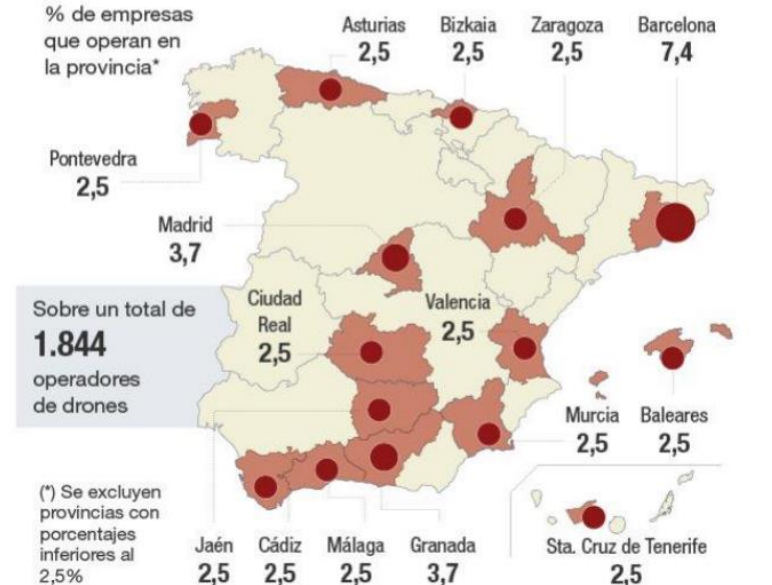 % de empresas
que operan en
la provincia*
Asturias
2,5
Bizkaia
2,5
Zaragoza
2,5
Barcelona
7,4
Pontevedra
2,5
Madrid
3,7
Sobre un total de
1.844
operadores
de drones
Ciudad
Real
2,5
Valencia
2,5
Murcia
2,5
Baleares
2,5
(*) Se excluyen
provincias con
porcentajes
inferiores al
2,5%
Jaén
2,5
Cádiz
2,5
Málaga
2,5
Granada
3,7
Sta. Cruz de Tenerife
2,5